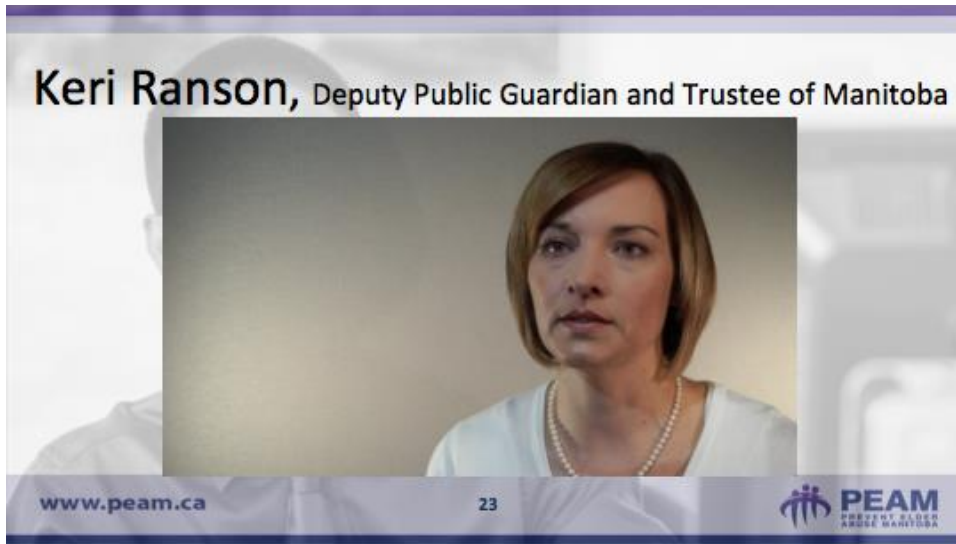 Keri Ranson, Deputy Public Guardian and Trustee of Manitoba
www.peam.ca
23
PEAM
PREVENT ELDER
ABUSE MANITOBA